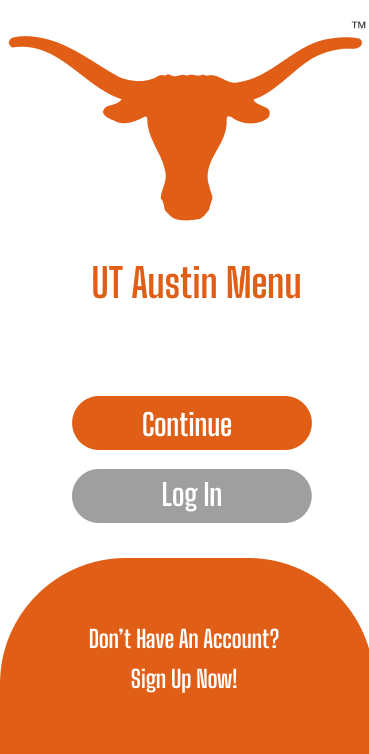 TM
UT Austin Menu
Continue
Log In
Don't Have An Account?
Sign Up Now!